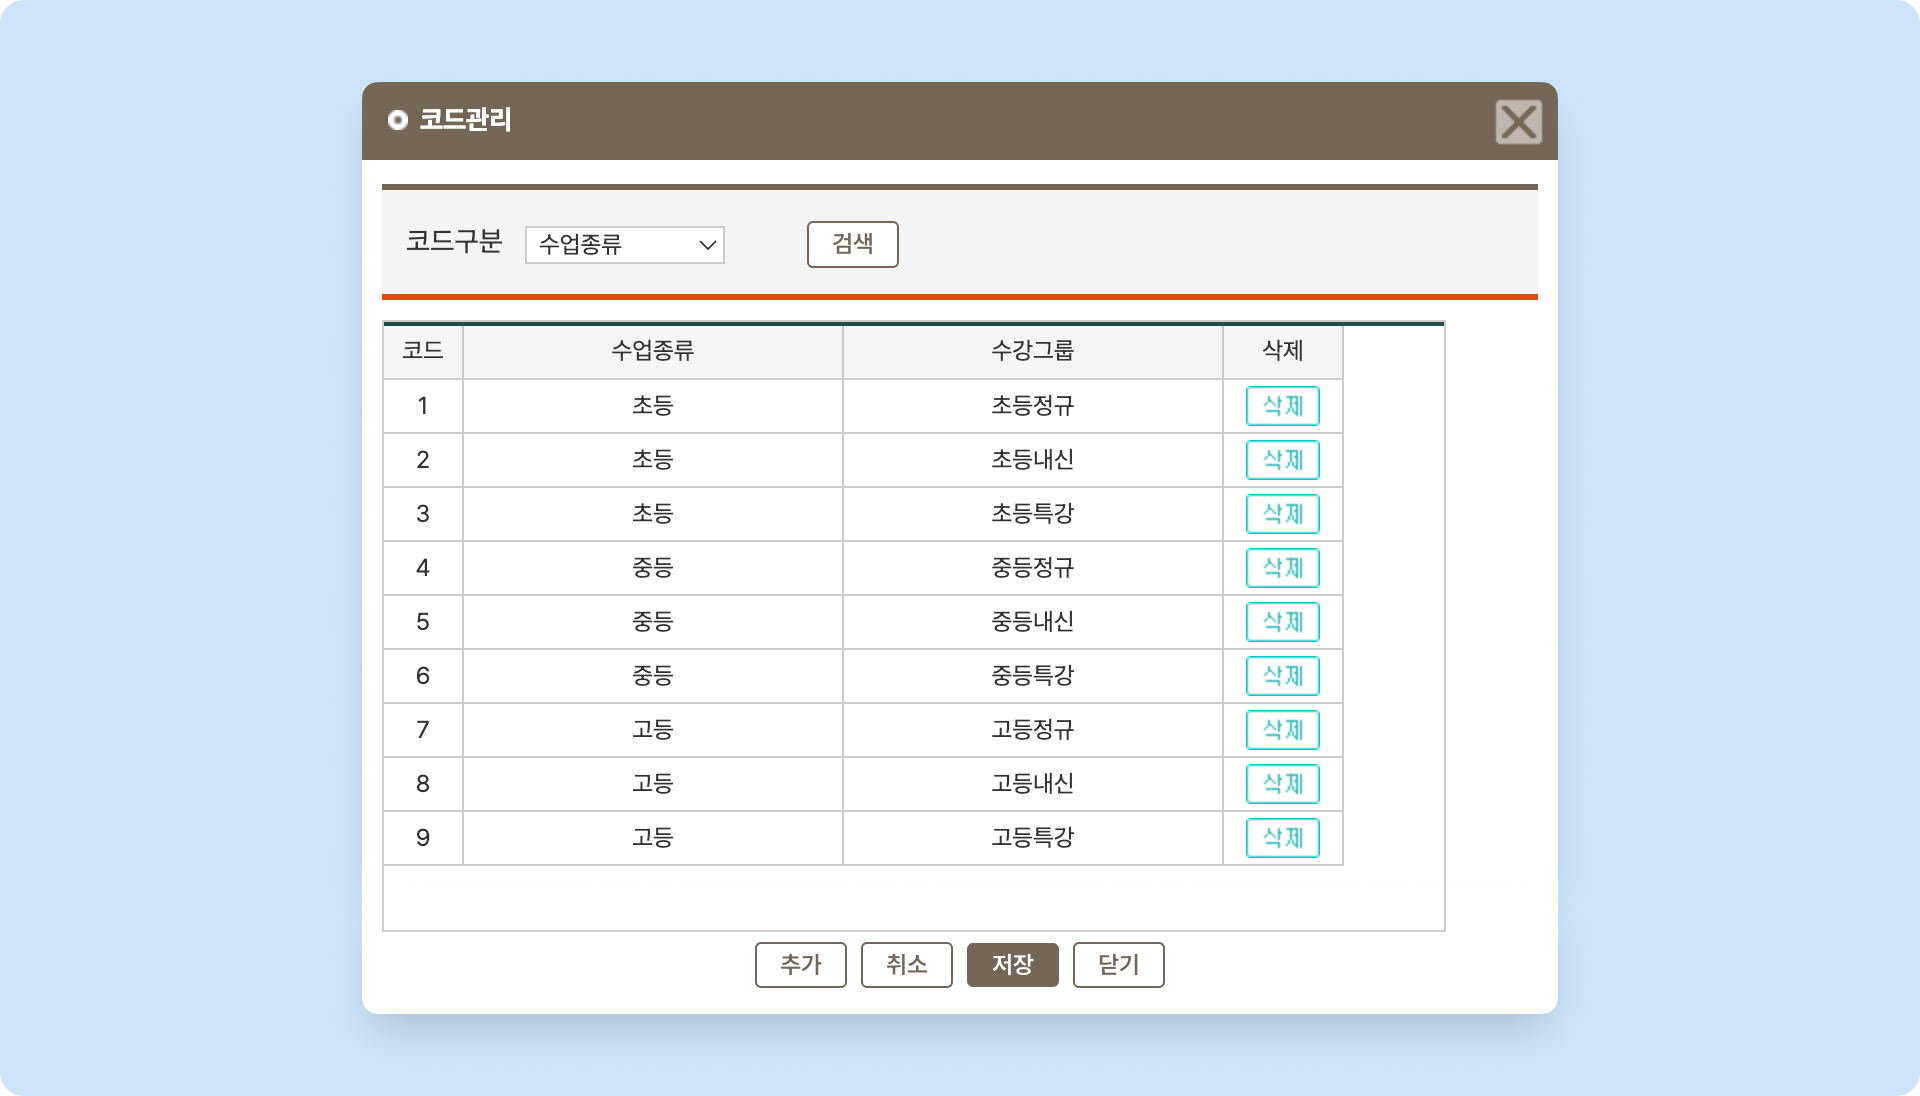 코드관리
코드구분 수업종류 검색
코드 수업종류 수강그룹 삭제
1 초등 초등정규 삭제
2 초등 초등내신 삭제
3 초등 초등특강 삭제
4 중등 중등정규 삭제
5 중등 중등내신 삭제
6 중등 중등특강 삭제
7 고등 고등정규 삭제
8 고등 고등내신 삭제
9 고등 고등특강 삭제
추가 취소 저장 닫기